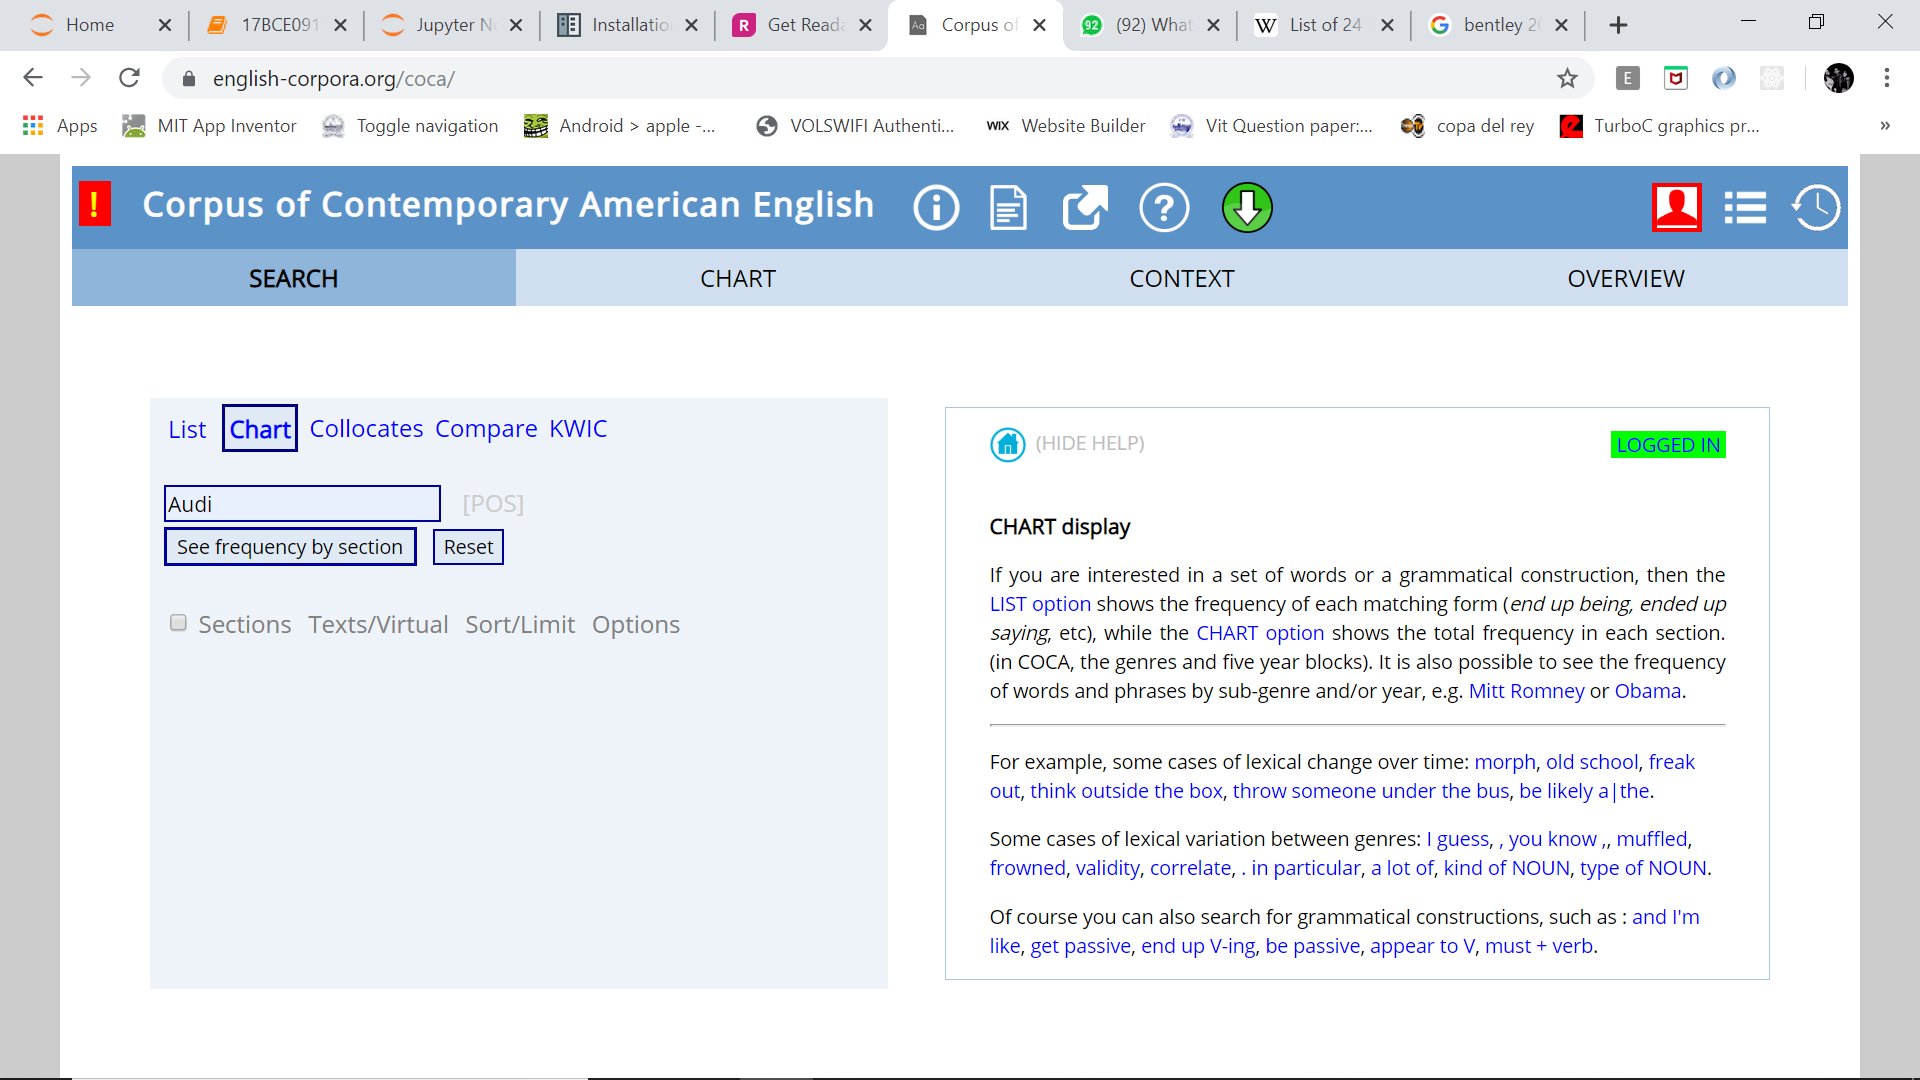 Home
17BCE091
Jupyter N
Installatio
R
Get Reada
Aa
Corpus of
92
(92) What
W
List of 24
G
bentley 20
english-corpora.org/coca/
E
Apps
MIT App Inventor
Toggle navigation
Android > apple -...
VOLSWIFI Authenti...
WIX
Website Builder
Vit Question paper:...
copa del rey
TurboC graphics pr...
»
!
Corpus of Contemporary American English
i
?
SEARCH
CHART
CONTEXT
OVERVIEW
List Chart Collocates Compare KWIC
Audi
[POS]
See frequency by section
Reset
Sections Texts/Virtual Sort/Limit Options
(HIDE HELP)
LOGGED IN
CHART display
If you are interested in a set of words or a grammatical construction, then the
LIST option shows the frequency of each matching form (end up being, ended up
saying, etc), while the CHART option shows the total frequency in each section.
(in COCA, the genres and five year blocks). It is also possible to see the frequency
of words and phrases by sub-genre and/or year, e.g. Mitt Romney or Obama.
For example, some cases of lexical change over time: morph, old school, freak
out, think outside the box, throw someone under the bus, be likely a|the.
Some cases of lexical variation between genres: I guess, , you know ,, muffled,
frowned, validity, correlate, . in particular, a lot of, kind of NOUN, type of NOUN.
Of course you can also search for grammatical constructions, such as : and I'm
like, get passive, end up V-ing, be passive, appear to V, must + verb.